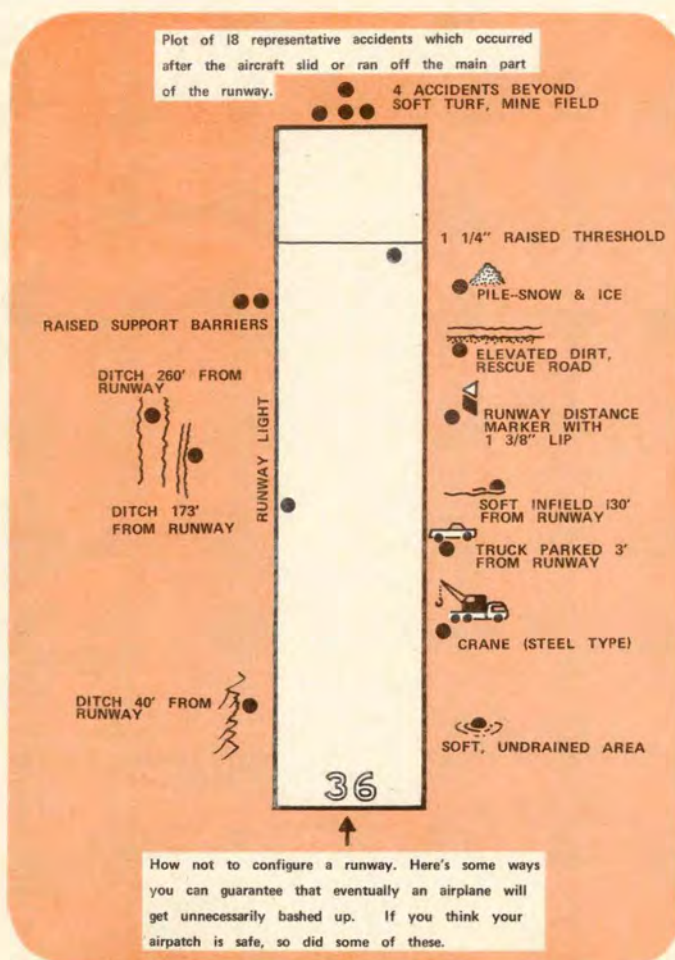 Plot of 18 representative accidents which occurred
after the aircraft slid or ran off the main part
of the runway.
4 ACCIDENTS BEYOND
SOFT TURF, MINE FIELD
1 1/4" RAISED THRESHOLD
PILE--SNOW & ICE
RAISED SUPPORT BARRIERS
ELEVATED DIRT,
RESCUE ROAD
DITCH 260' FROM
RUNWAY
RUNWAY DISTANCE
MARKER WITH
1 3/8" LIP
RUNWAY LIGHT
DITCH 173'
FROM RUNWAY
SOFT INFIELD 130'
FROM RUNWAY
TRUCK PARKED 3'
FROM RUNWAY
CRANE (STEEL TYPE)
DITCH 40' FROM
RUNWAY
SOFT, UNDRAINED AREA
36
How not to configure a runway. Here's some ways
you can guarantee that eventually an airplane will
get unnecessarily bashed up. If you think your
airpatch is safe, so did some of these.